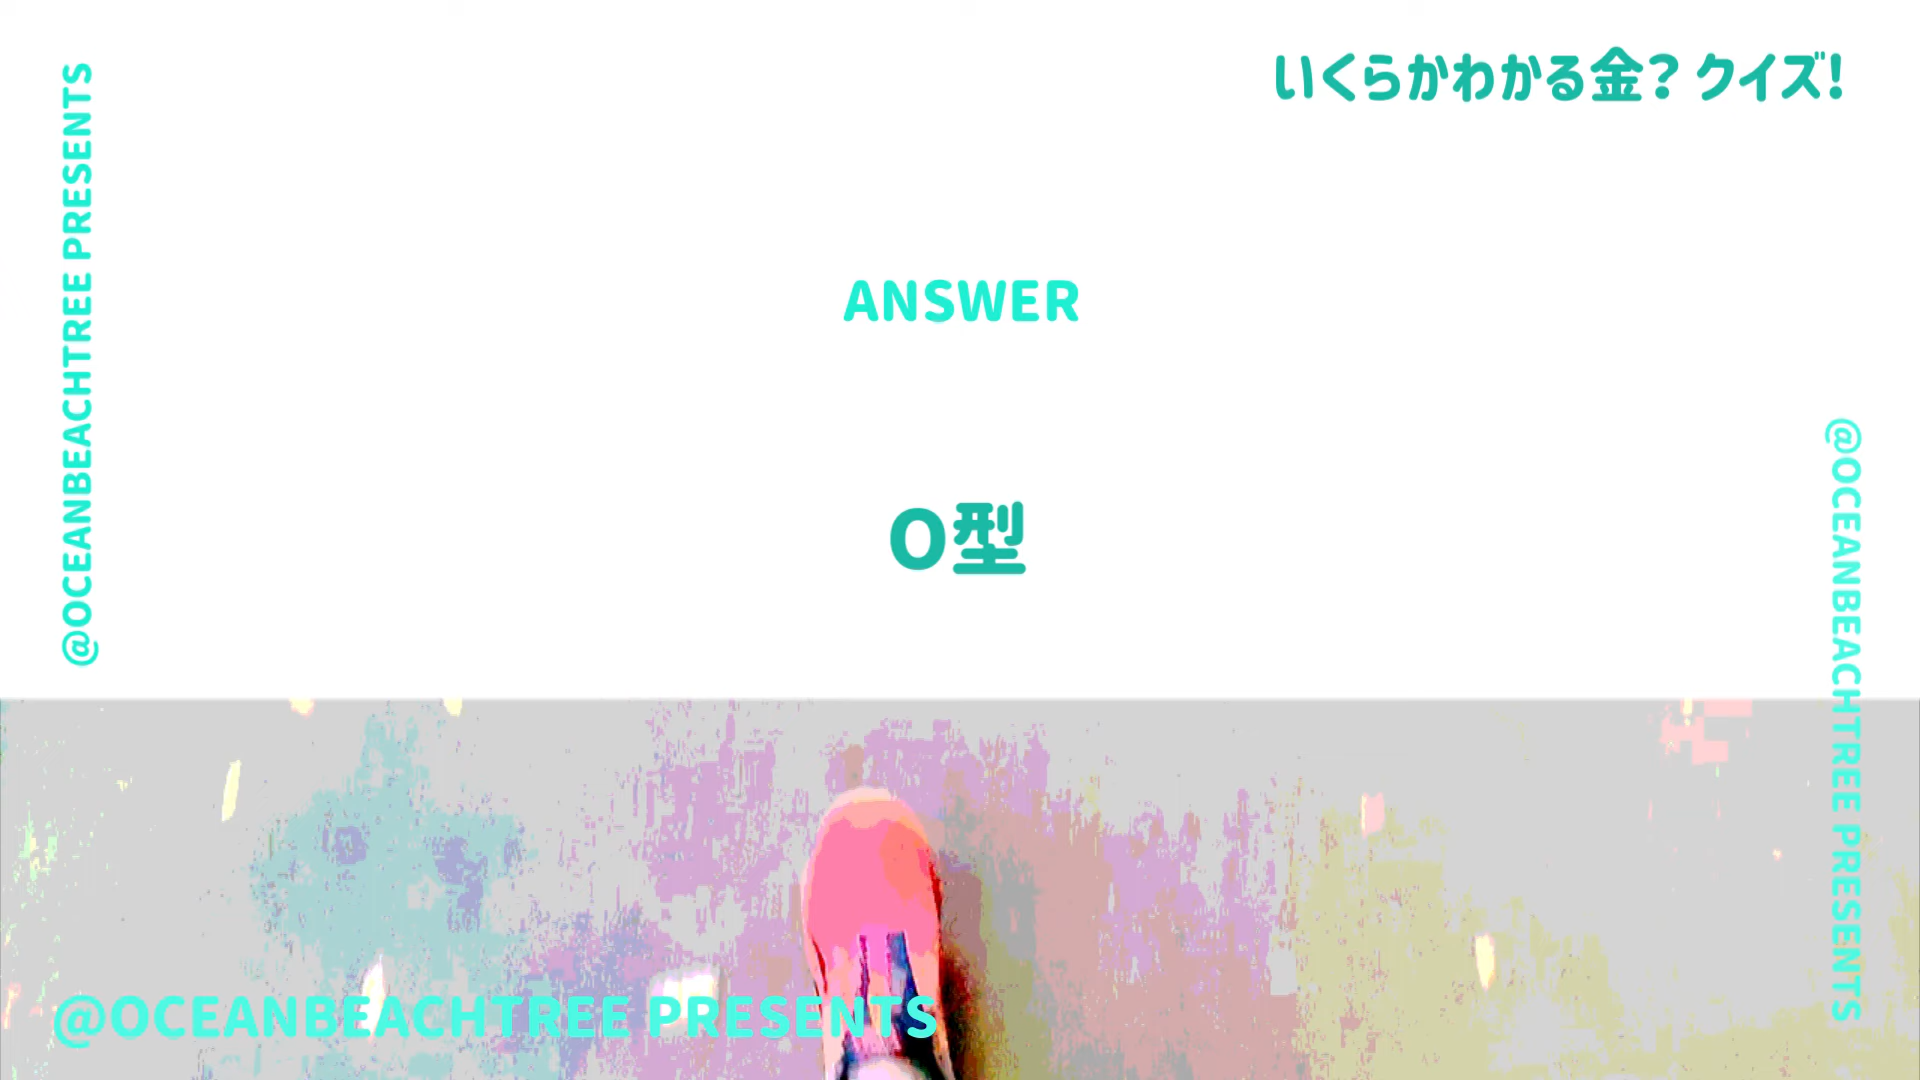 いくらかわかる金? クイズ!
@OCEANBEACHTREE PRESENTS
ANSWER
O型
@OCEANBEACHTREE PRESENTS
@OCEANBEACHTREE PRESENTS